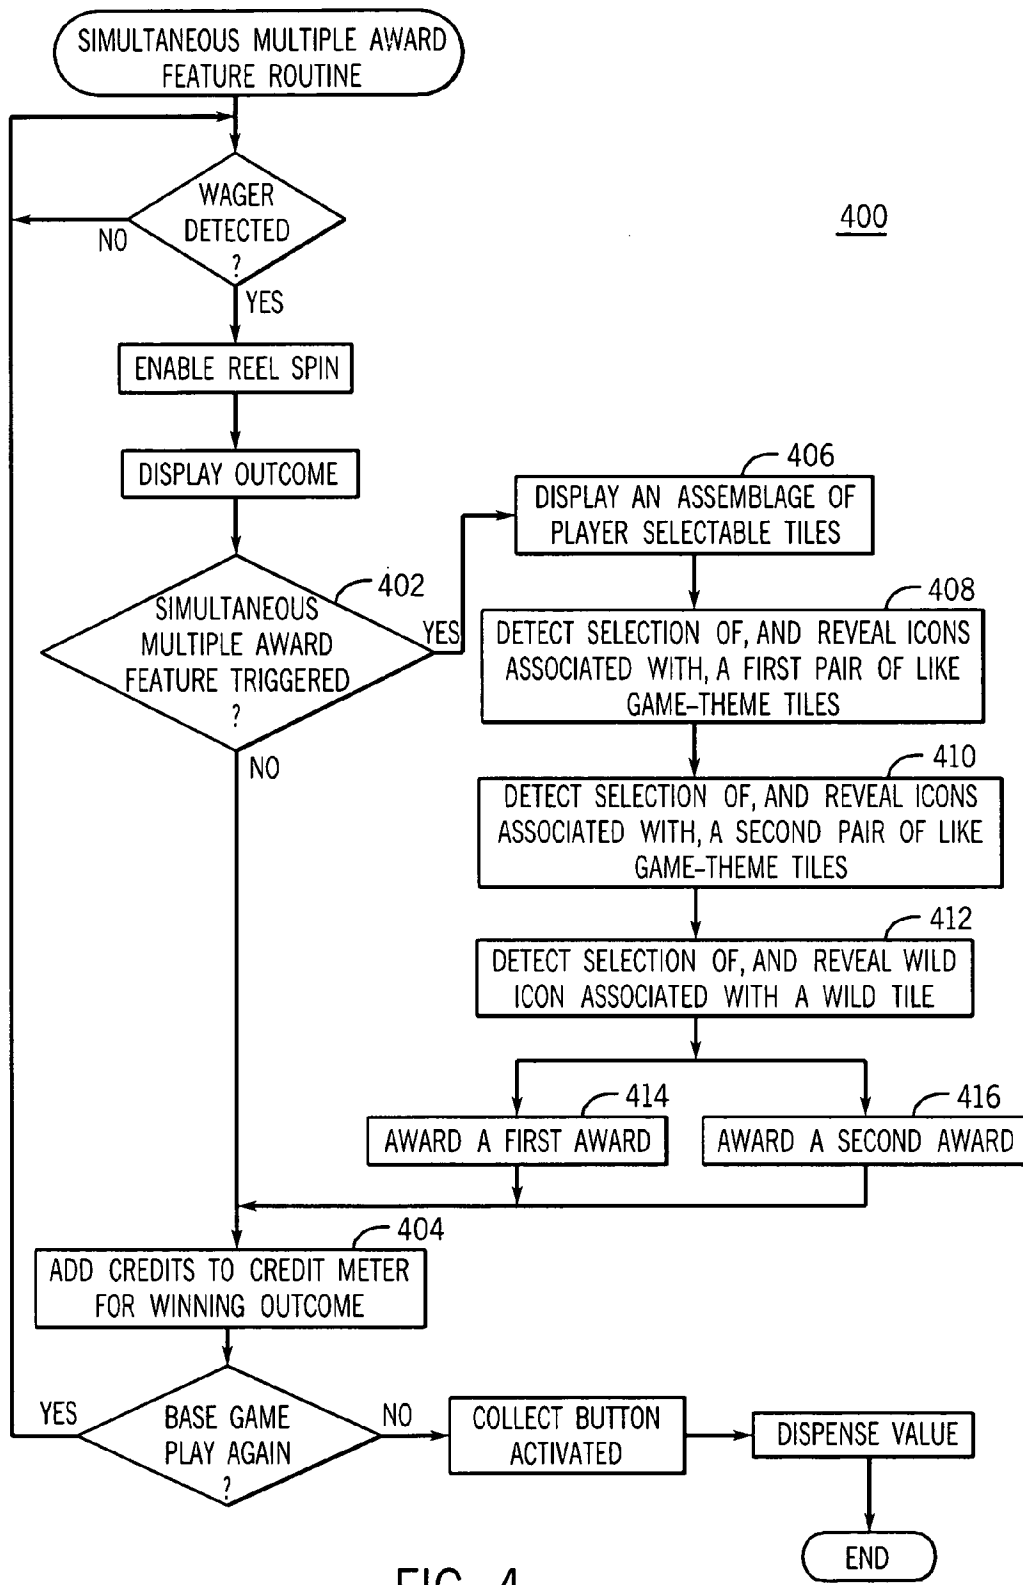 SIMULTANEOUS MULTIPLE AWARD
FEATURE ROUTINE
WAGER
DETECTED
?
NO
YES
400
ENABLE REEL SPIN
DISPLAY OUTCOME
406
DISPLAY AN ASSEMBLAGE OF
PLAYER SELECTABLE TILES
402
SIMULTANEOUS
MULTIPLE AWARD
FEATURE TRIGGERED
?
YES
NO
408
DETECT SELECTION OF, AND REVEAL ICONS
ASSOCIATED WITH, A FIRST PAIR OF LIKE
GAME-THEME TILES
410
DETECT SELECTION OF, AND REVEAL ICONS
ASSOCIATED WITH, A SECOND PAIR OF LIKE
GAME-THEME TILES
412
DETECT SELECTION OF, AND REVEAL WILD
ICON ASSOCIATED WITH A WILD TILE
414
AWARD A FIRST AWARD
416
AWARD A SECOND AWARD
404
ADD CREDITS TO CREDIT METER
FOR WINNING OUTCOME
YES
BASE GAME
PLAY AGAIN
?
NO
COLLECT BUTTON
ACTIVATED
DISPENSE VALUE
END
FIG. 4